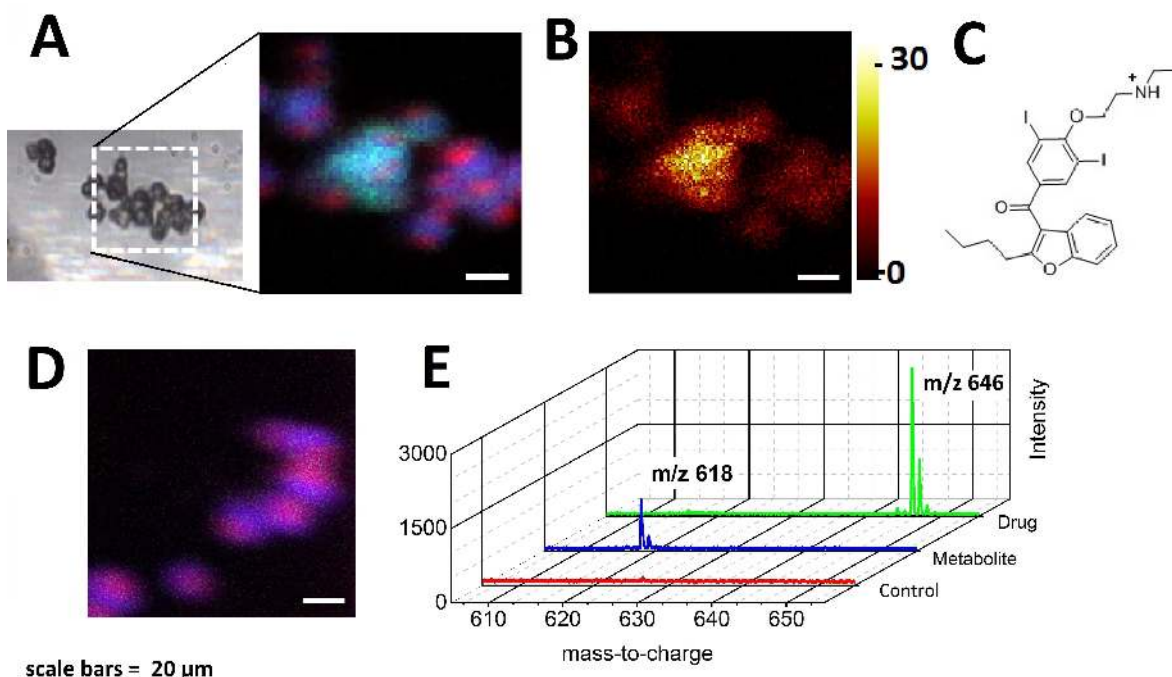 A
B
30
0
C
+
NH
O
I
I
O
O
D
E
m/z 646
m/z 618
Intensity
3000
1500
0
Drug
Metabolite
Control
610
620
630
640
650
mass-to-charge
scale bars = 20 µm